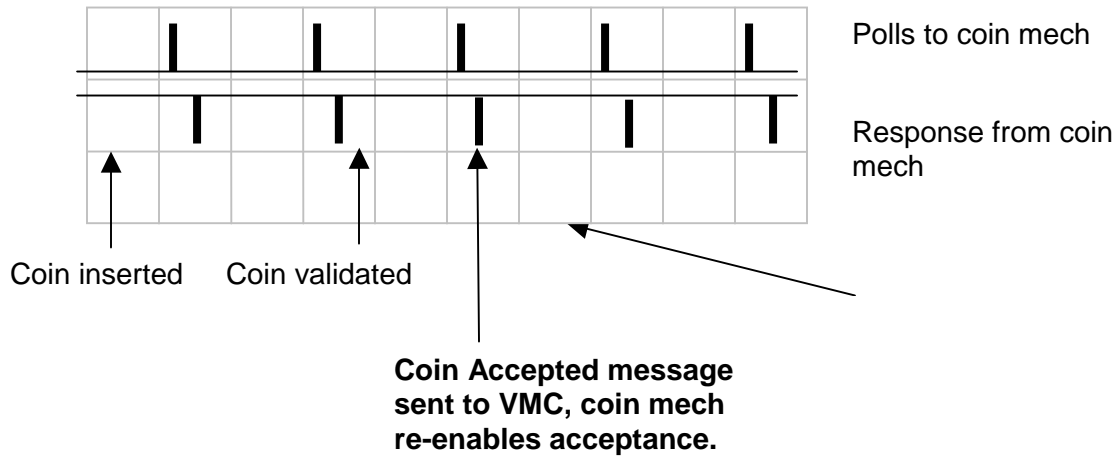 Polls to coin mech
Response from coin
mech
Coin inserted
Coin validated
Coin Accepted message
sent to VMC, coin mech
re-enables acceptance.